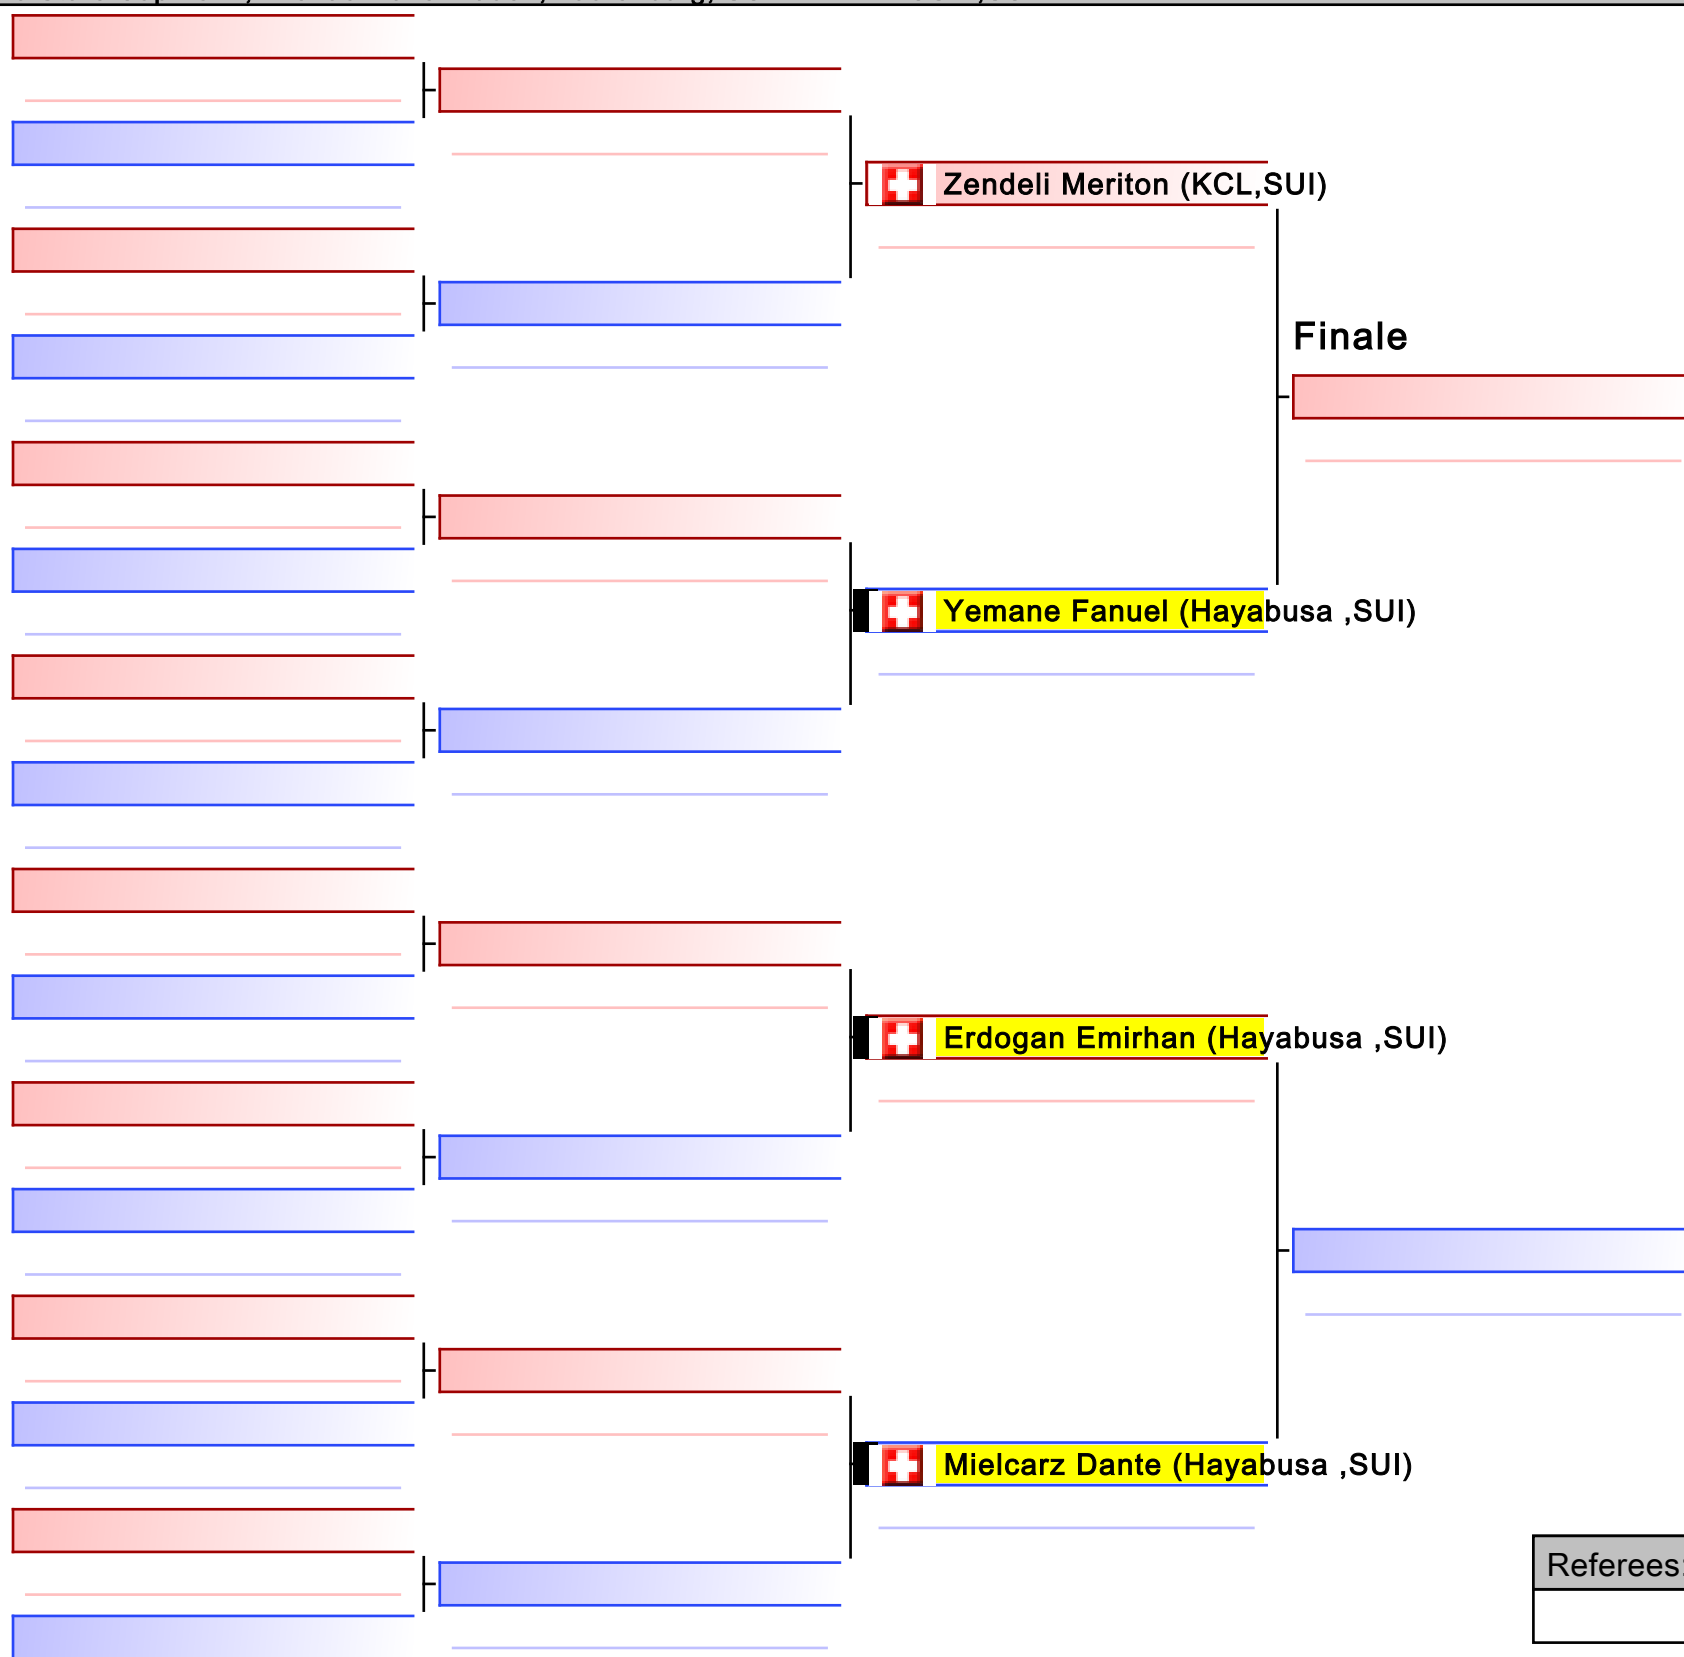 Zendeli Meriton (KCL,SUI)
Finale
Yemane Fanuel (Hayabusa ,SUI)
Erdogan Emirhan (Hayabusa ,SUI)
Mielcarz Dante (Hayabusa ,SUI)
Referees: